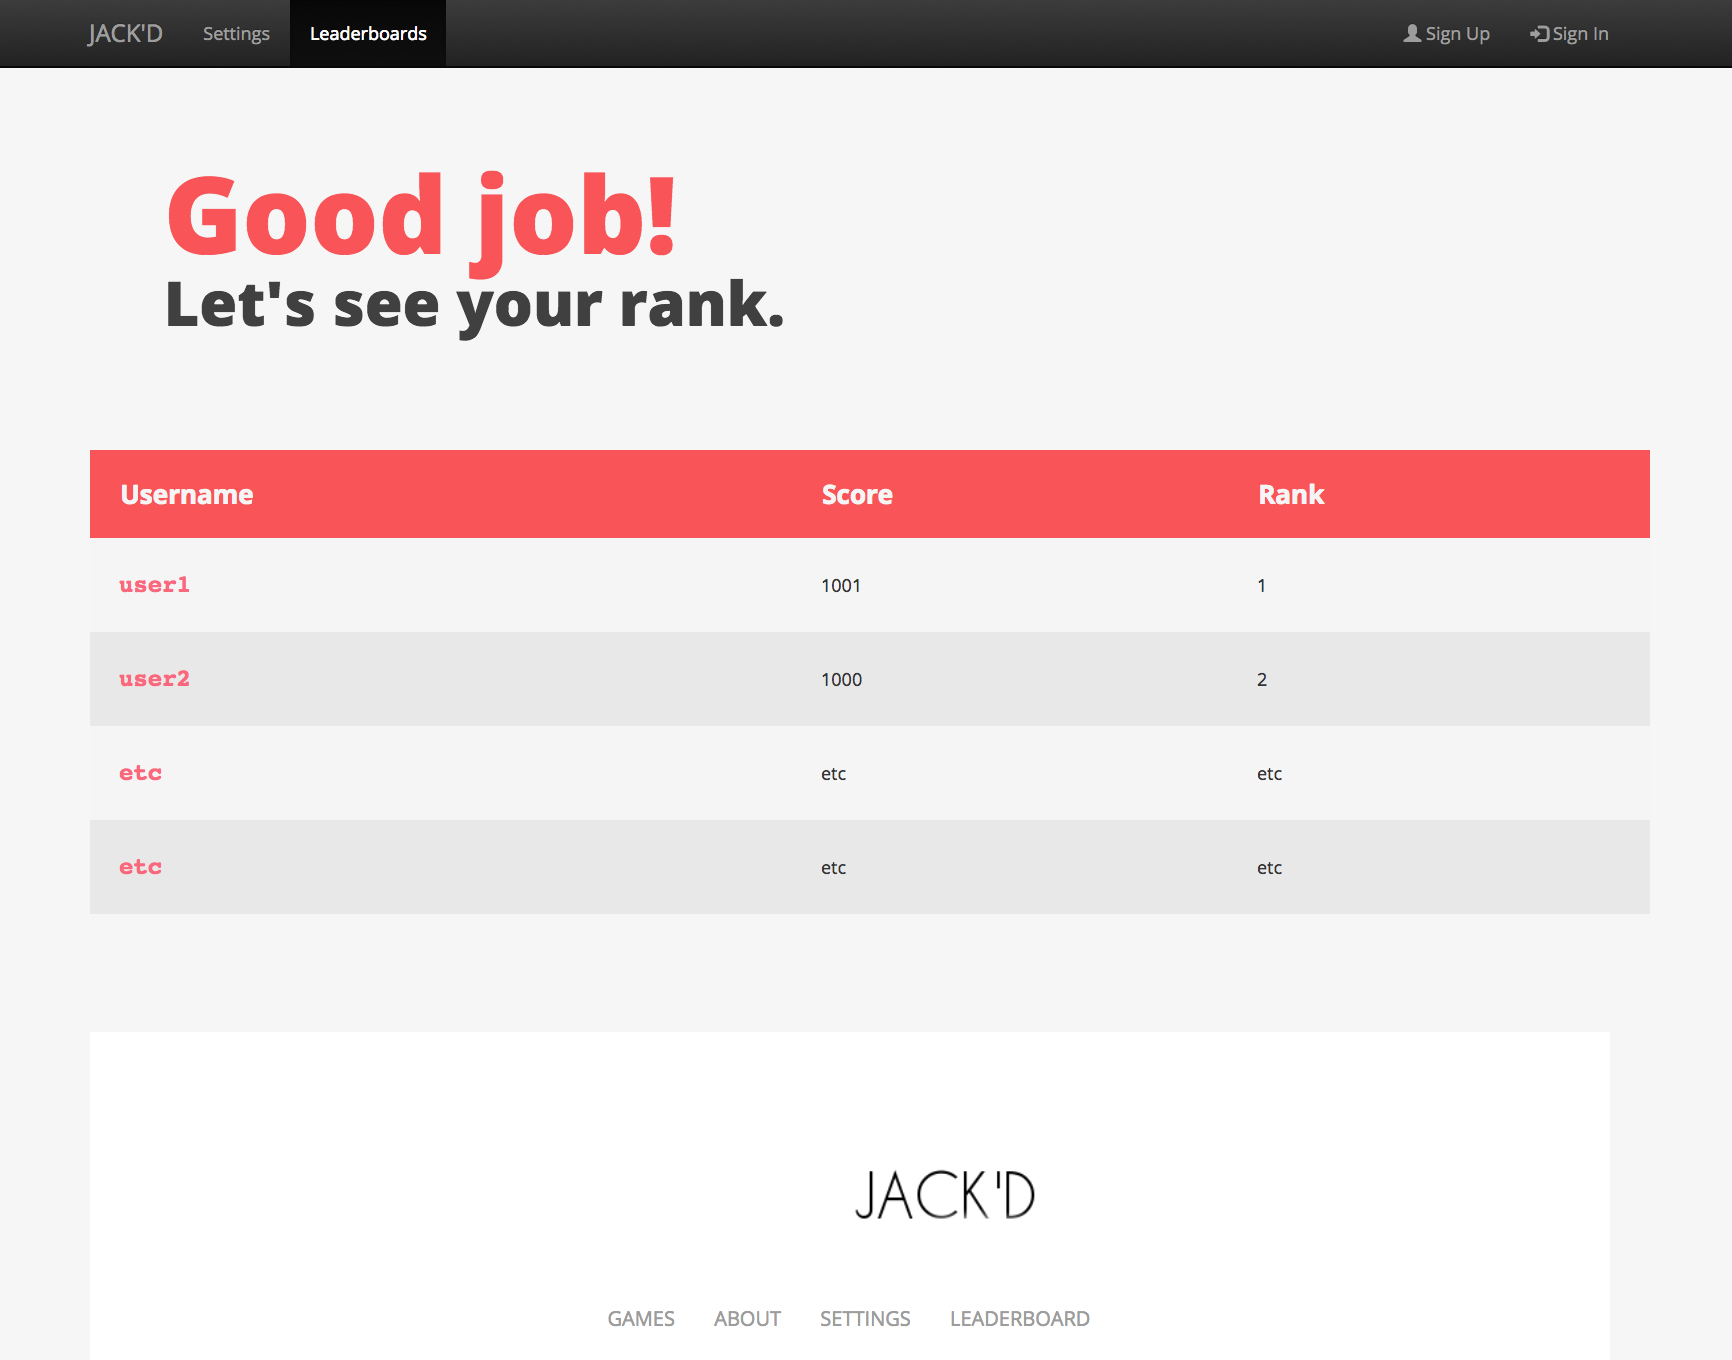 JACK'D Settings Leaderboards Sign Up Sign In
Good job!
Let's see your rank.
Username Score Rank
user1 1001 1
user2 1000 2
etc etc etc
etc etc etc
JACK'D
GAMES ABOUT SETTINGS LEADERBOARD